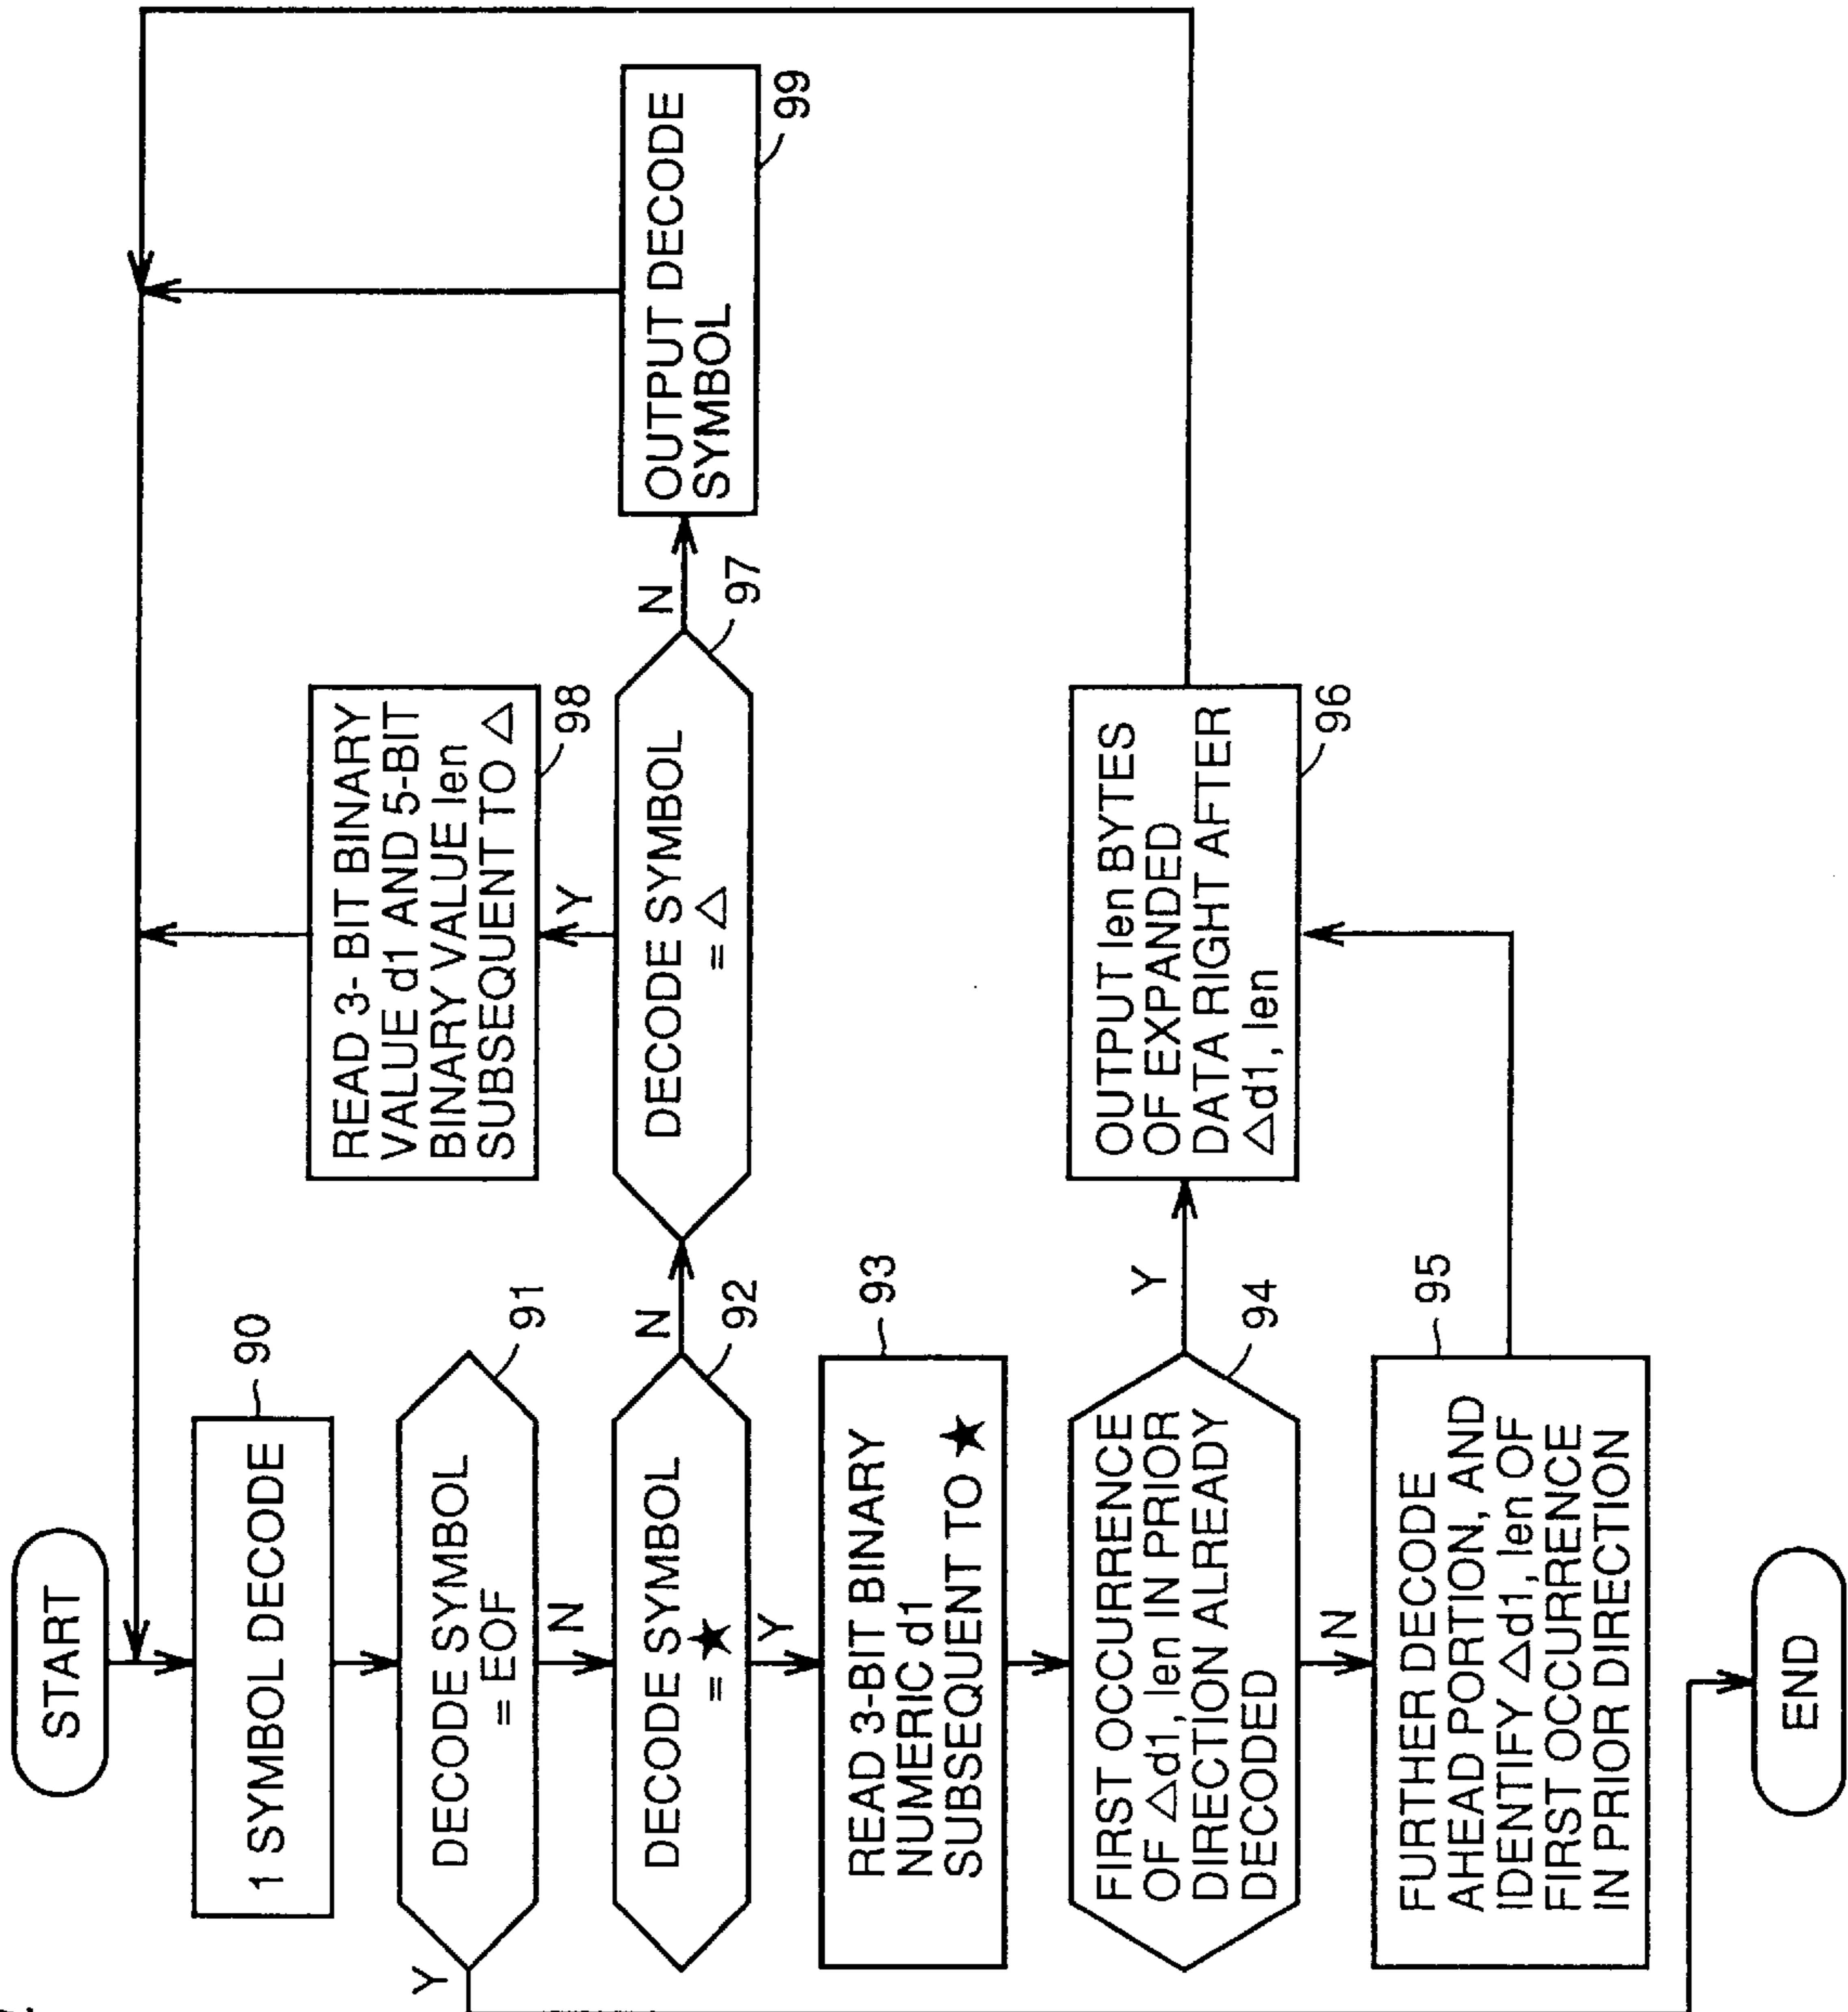 START
1 SYMBOL DECODE
90
DECODE SYMBOL
= EOF
91
Y
N
DECODE SYMBOL
= ★
92
N
Y
DECODE SYMBOL
= △
97
Y
N
READ 3- BIT BINARY
VALUE d1 AND 5-BIT
BINARY VALUE len
SUBSEQUENT TO △
98
OUTPUT DECODE
SYMBOL
99
READ 3-BIT BINARY
NUMERIC d1
SUBSEQUENT TO ★
93
FIRST OCCURRENCE
OF △d1, len IN PRIOR
DIRECTION ALREADY
DECODED
94
Y
N
OUTPUT len BYTES
OF EXPANDED
DATA RIGHT AFTER
△d1, len
96
FURTHER DECODE
AHEAD PORTION, AND
IDENTIFY △d1, len OF
FIRST OCCURRENCE
IN PRIOR DIRECTION
95
END